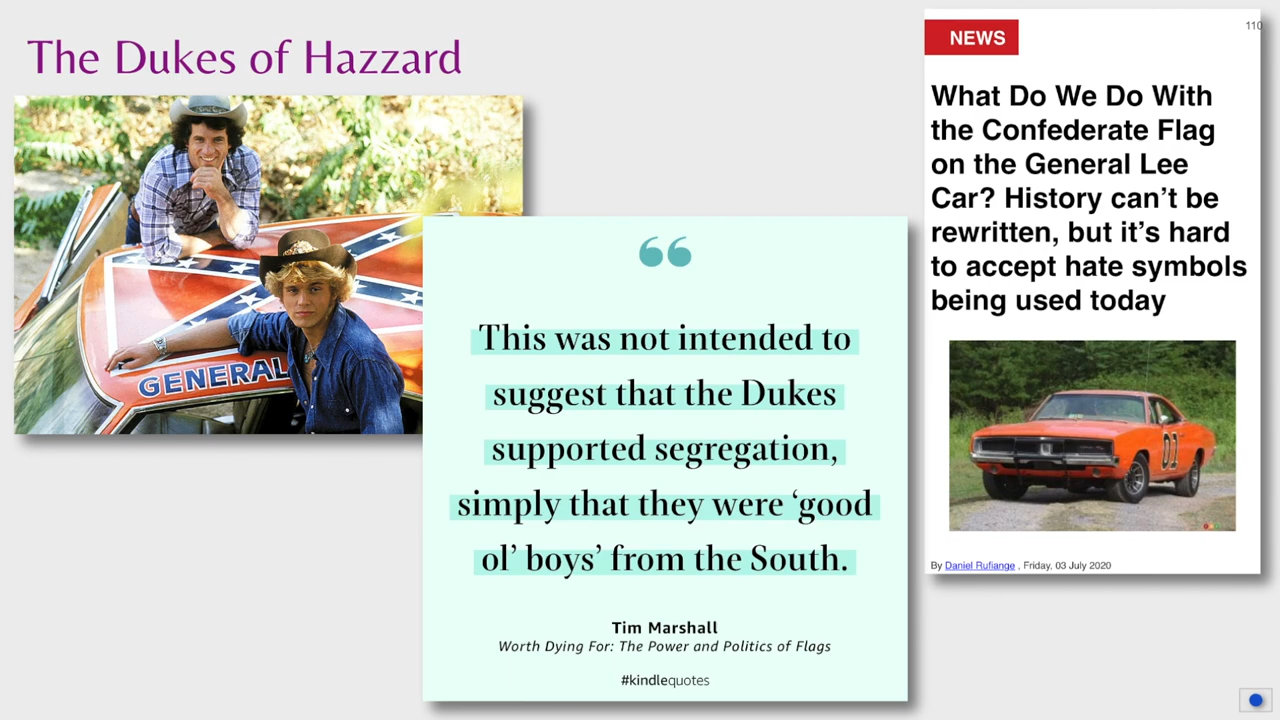 The Dukes of Hazzard
GENERAL
“
This was not intended to
suggest that the Dukes
supported segregation,
simply that they were ‘good
ol’ boys’ from the South.
Tim Marshall
Worth Dying For: The Power and Politics of Flags
#kindlequotes
110
NEWS
What Do We Do With
the Confederate Flag
on the General Lee
Car? History can’t be
rewritten, but it’s hard
to accept hate symbols
being used today
01
By Daniel Rufiange , Friday, 03 July 2020